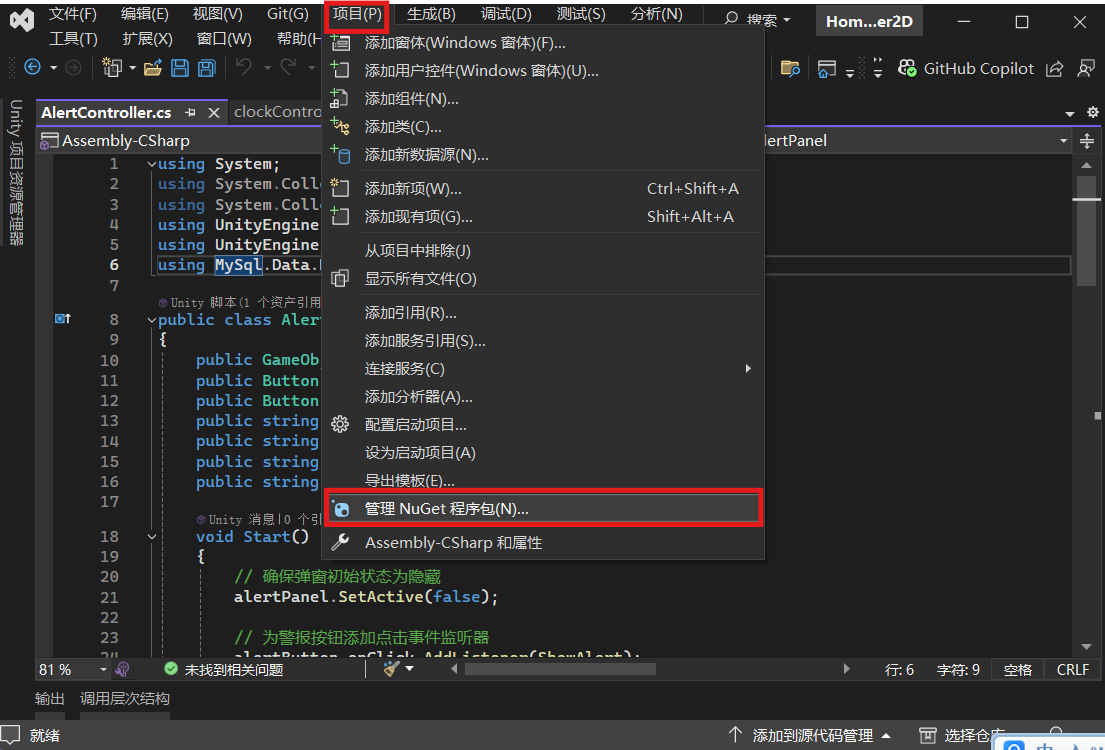 文件(F) 编辑(E) 视图(V) Git(G) 项目(P) 生成(B) 调试(D) 测试(S) 分析(N) 搜索 Hom...er2D
工具(T) 扩展(X) 窗口(W) 帮助(H
GitHub Copilot
Unity 项目资源管理器
AlertController.cs clockContro
Assembly-CSharp lertPanel
1 using System;
2 using System.Colle
3 using System.Colle
4 using UnityEngine
5 using UnityEngine
6 using MySql.Data.
7
Unity 脚本(1 个资产引用
8 public class Aler
9 {
10 public GameOb
11 public Button
12 public Button
13 public string
14 public string
15 public string
16 public string
17
Unity 消息|0 个引
18 void Start()
19 {
20 // 确保弹窗初始状态为隐藏
21 alertPanel.SetActive(false);
22
23 // 为警报按钮添加点击事件监听器
24 alertButton.onClick.AddListener(ShowAlert);
添加窗体(Windows 窗体)(F)...
添加用户控件(Windows 窗体)(U)...
添加组件(N)...
添加类(C)...
添加新数据源(N)...
添加新项(W)... Ctrl+Shift+A
添加现有项(G)... Shift+Alt+A
从项目中排除(J)
显示所有文件(O)
添加引用(R)...
添加服务引用(S)...
连接服务(C)
添加分析器(A)...
配置启动项目...
设为启动项目(A)
导出模板(E)...
管理 NuGet 程序包(N)...
Assembly-CSharp 和属性
81 % 未找到相关问题 行: 6 字符: 9 空格 CRLF
输出 调用层次结构
就绪 添加到源代码管理 选择仓库